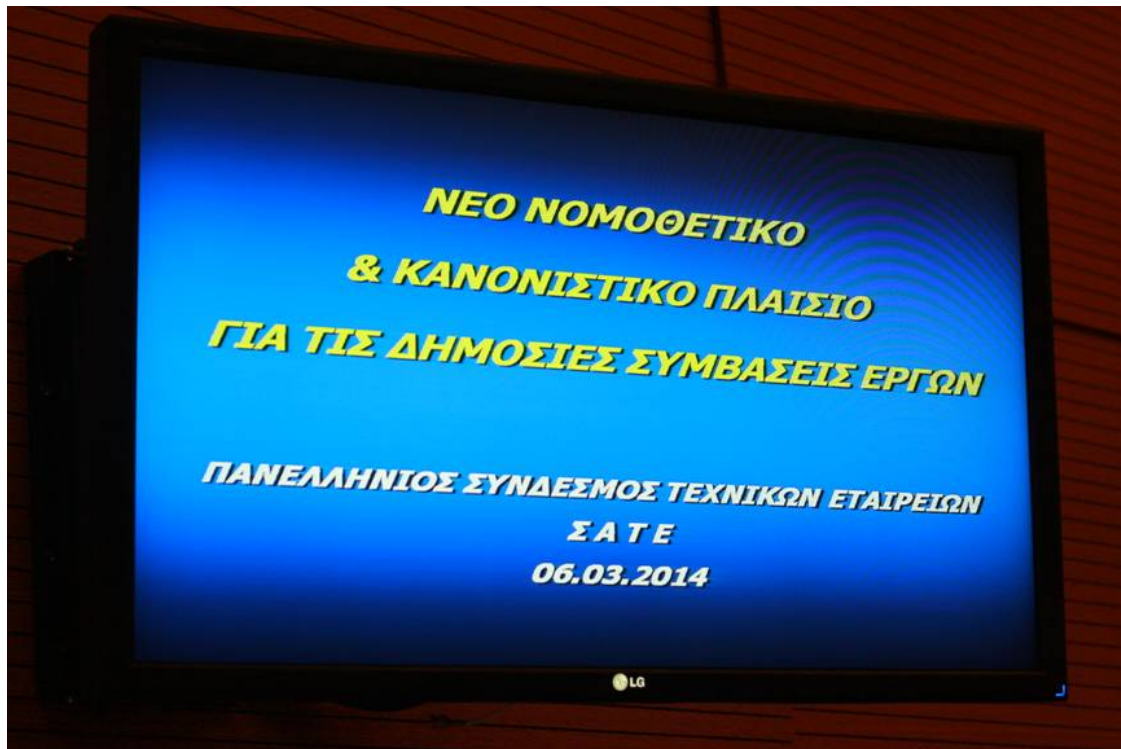 ΝΕΟ ΝΟΜΟΘΕΤΙΚΟ
& ΚΑΝΟΝΙΣΤΙΚΟ ΠΛΑΙΣΙΟ
ΓΙΑ ΤΙΣ ΔΗΜΟΣΙΕΣ ΣΥΜΒΑΣΕΙΣ ΕΡΓΩΝ
ΠΑΝΕΛΛΗΝΙΟΣ ΣΥΝΔΕΣΜΟΣ ΤΕΧΝΙΚΩΝ ΕΤΑΙΡΕΙΩΝ
Σ Α Τ Ε
06.03.2014
LG